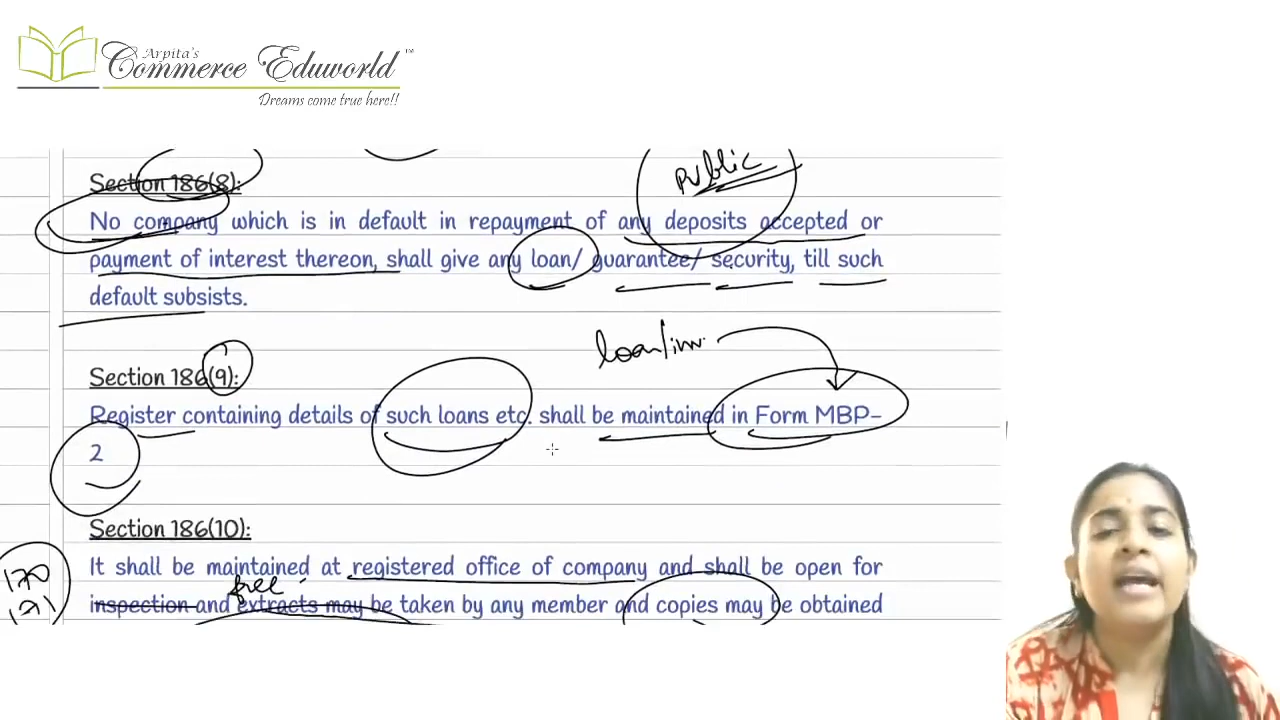 Arpita's
Commerce Eduworld™
Dreams come true here!!
public
Section 186(8):
No company which is in default in repayment of any deposits accepted or
payment of interest thereon, shall give any loan/ guarantee/ security, till such
default subsists.
loan/inv.
Section 186(9):
Register containing details of such loans etc. shall be maintained in Form MBP-
2
Section 186(10):
It shall be maintained at registered office of company and shall be open for
free
inspection and extracts may be taken by any member and copies may be obtained
170
171